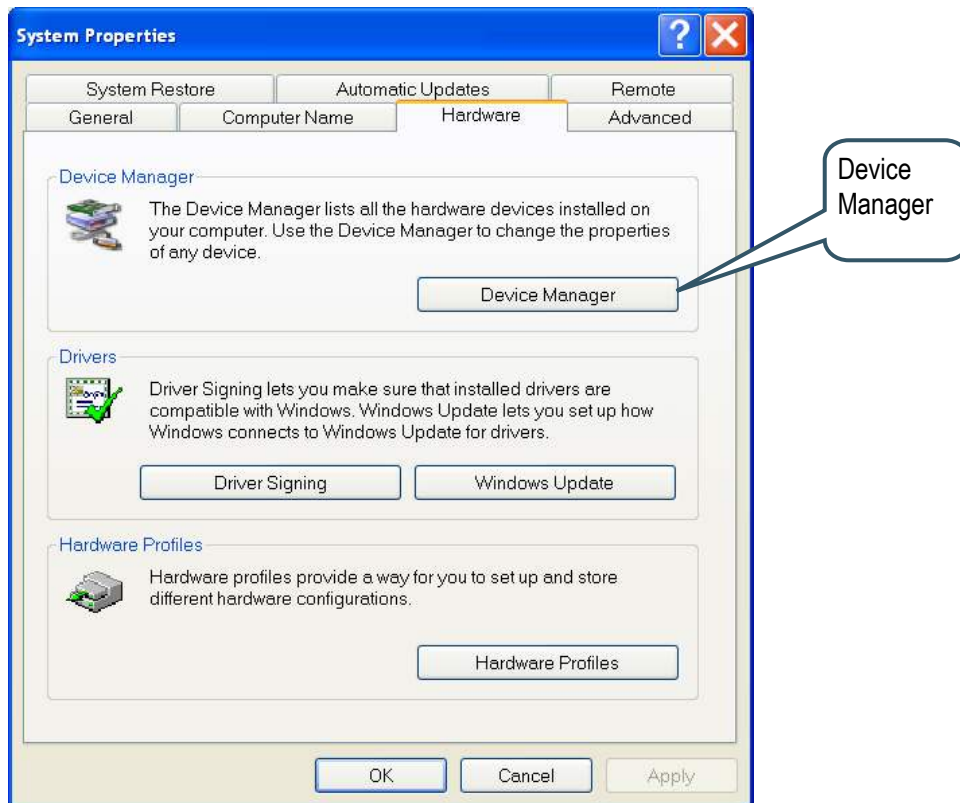 System Properties
System Restore
Automatic Updates
Remote
General
Computer Name
Hardware
Advanced
Device Manager
The Device Manager lists all the hardware devices installed on
your computer. Use the Device Manager to change the properties
of any device.
Device Manager
Drivers
Driver Signing lets you make sure that installed drivers are
compatible with Windows. Windows Update lets you set up how
Windows connects to Windows Update for drivers.
Driver Signing
Windows Update
Hardware Profiles
Hardware profiles provide a way for you to set up and store
different hardware configurations.
Hardware Profiles
OK
Cancel
Apply
Device
Manager